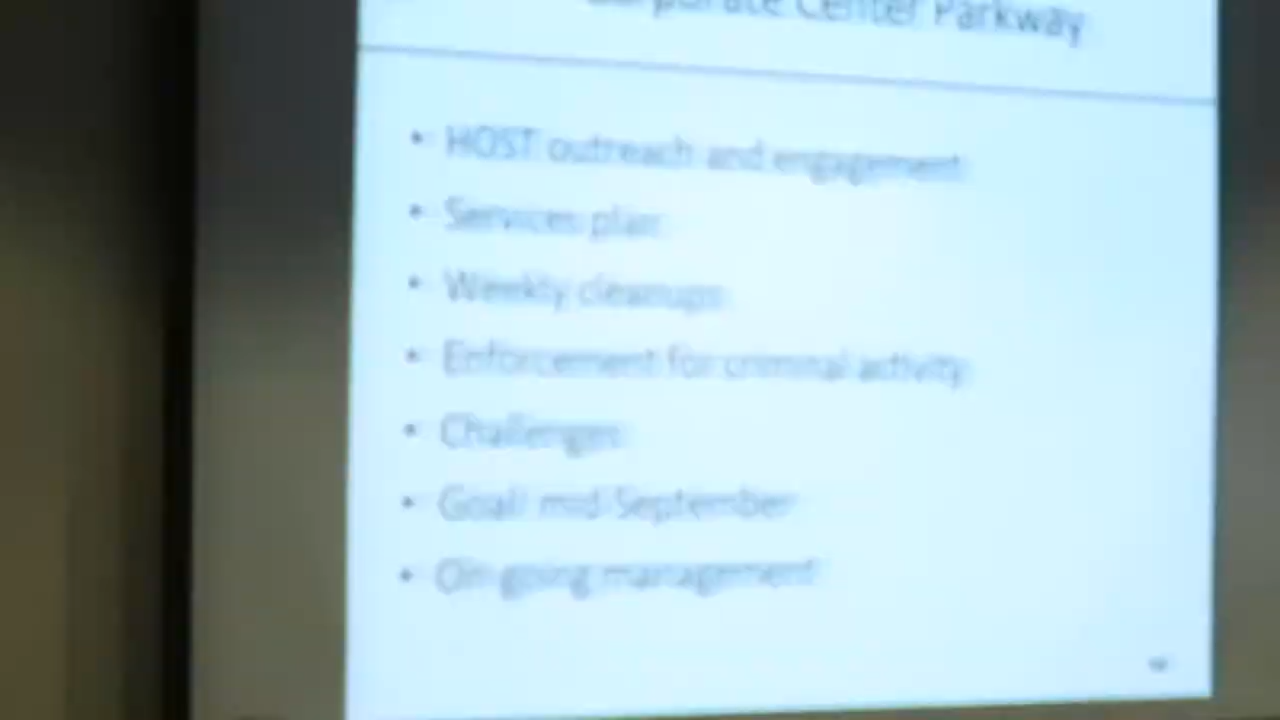 Corporate Center Parkway
• HOST outreach and engagement
• Services plan
• Weekly cleanups
• Enforcement for criminal activity
• Challenges
• Goal: mid-September
• On-going management